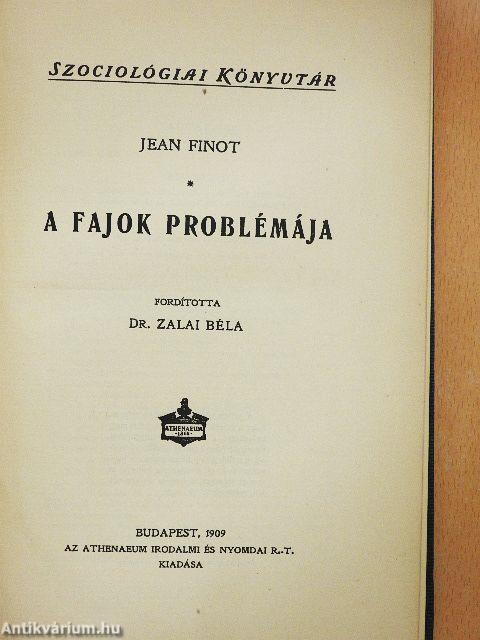 SZOCIOLÓGIAI KÖNYVTÁR
JEAN FINOT
*
A FAJOK PROBLÉMÁJA
FORDÍTOTTA
DR. ZALAI BÉLA
ATHENAEUM
BUDAPEST, 1909
AZ ATHENAEUM IRODALMI ÉS NYOMDAI R.-T.
KIADÁSA
Antikvárium.hu